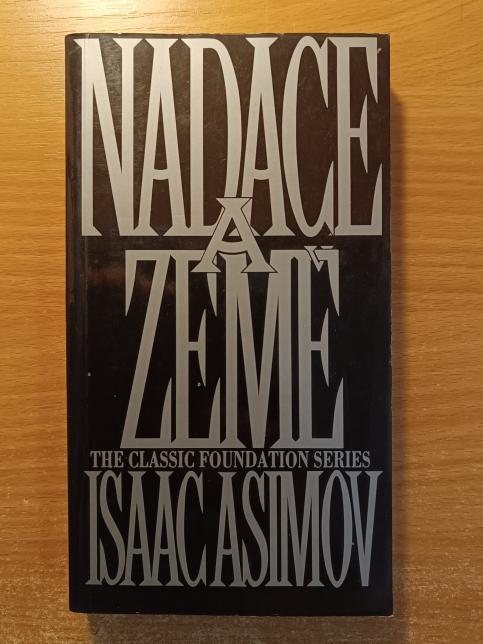 NADACE
A
ZEMĚ
THE CLASSIC FOUNDATION SERIES
ISAAC ASIMOV